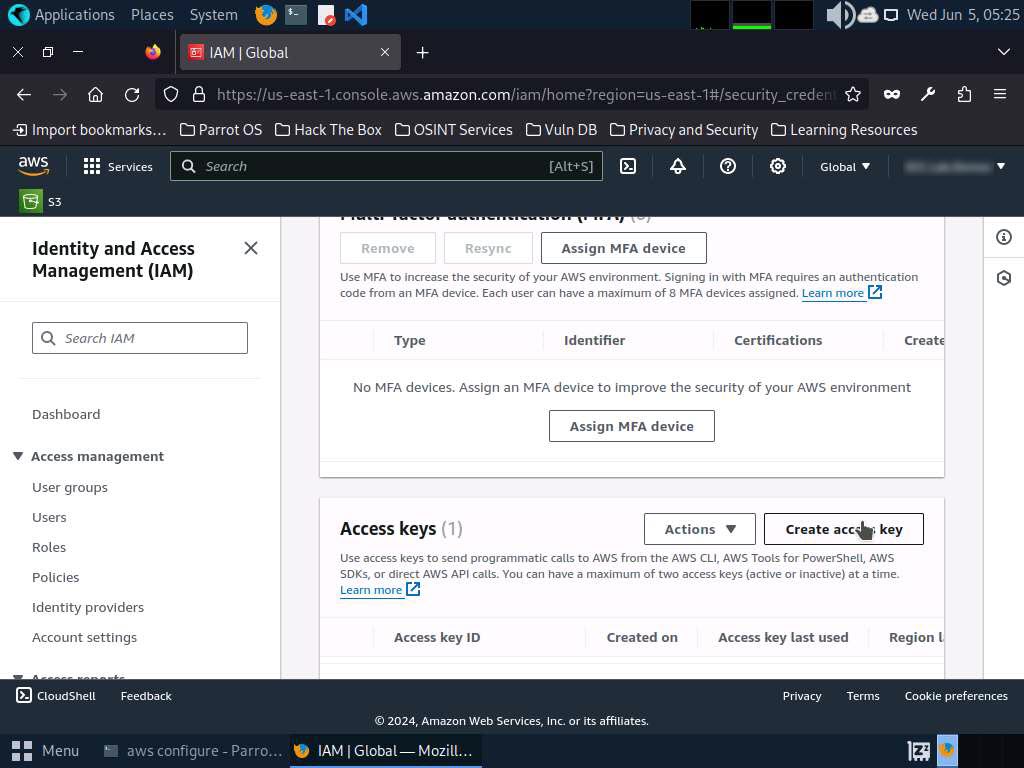 Applications Places System Wed Jun 5, 05:25
IAM | Global
https://us-east-1.console.aws.amazon.com/iam/home?region=us-east-1#/security_creden
Import bookmarks… Parrot OS Hack The Box OSINT Services Vuln DB Privacy and Security Learning Resources
aws Services Search [Alt+S] Global
S3
Identity and Access
Management (IAM)
Search IAM
Dashboard
Access management
User groups
Users
Roles
Policies
Identity providers
Account settings
Access reports
Multi-factor authentication (MFA)
Remove Resync Assign MFA device
Use MFA to increase the security of your AWS environment. Signing in with MFA requires an authentication
code from an MFA device. Each user can have a maximum of 8 MFA devices assigned. Learn more
Type Identifier Certifications Create
No MFA devices. Assign an MFA device to improve the security of your AWS environment
Assign MFA device
Access keys (1) Actions Create access key
Use access keys to send programmatic calls to AWS from the AWS CLI, AWS Tools for PowerShell, AWS
SDKs, or direct AWS API calls. You can have a maximum of two access keys (active or inactive) at a time.
Learn more
Access key ID Created on Access key last used Region l
CloudShell Feedback Privacy Terms Cookie preferences
© 2024, Amazon Web Services, Inc. or its affiliates.
Menu aws configure - Parro… IAM | Global — Mozill…